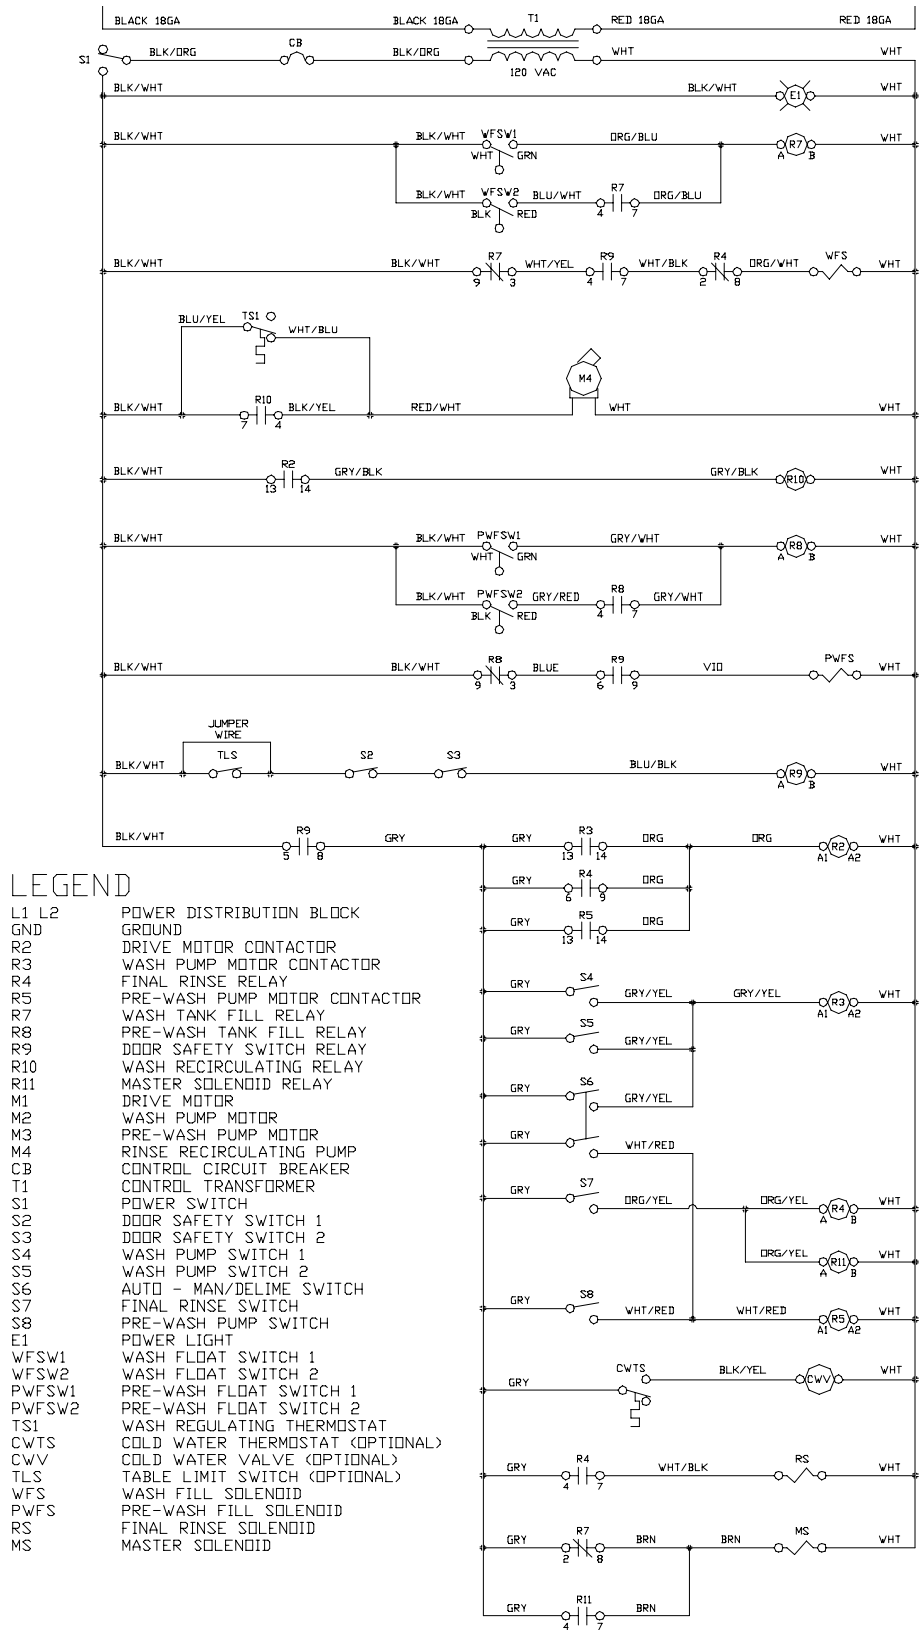 BLACK 18GA BLACK 18GA T1 RED 18GA RED 18GA
S1 BLK/ORG CB BLK/ORG WHT WHT
120 VAC
BLK/WHT BLK/WHT E1 WHT
BLK/WHT BLK/WHT WFSW1 ORG/BLU R7 WHT
WHT GRN A B
BLK/WHT WFSW2 BLU/WHT R7 ORG/BLU
BLK RED 4 7
BLK/WHT BLK/WHT R7 WHT/YEL R9 WHT/BLK R4 ORG/WHT WFS WHT
9 3 4 7 2 8
BLU/YEL TS1 WHT/BLU
M4
BLK/WHT R10 BLK/YEL RED/WHT WHT WHT
7 4
BLK/WHT R2 GRY/BLK GRY/BLK R10 WHT
13 14
BLK/WHT BLK/WHT PWFSW1 GRY/WHT R8 WHT
WHT GRN A B
BLK/WHT PWFSW2 GRY/RED R8 GRY/WHT
BLK RED 4 7
BLK/WHT BLK/WHT R8 BLUE R9 VIO PWFS WHT
9 3 6 9
JUMPER
WIRE
BLK/WHT TLS S2 S3 BLU/BLK R9 WHT
A B
BLK/WHT R9 GRY GRY R3 ORG ORG R2 WHT
5 8 13 14 A1 A2
GRY R4 ORG
6 9
GRY R5 ORG
13 14
GRY S4 GRY/YEL GRY/YEL R3 WHT
A1 A2
GRY S5 GRY/YEL
GRY S6 GRY/YEL
GRY WHT/RED
GRY S7 ORG/YEL ORG/YEL R4 WHT
A B
ORG/YEL R11 WHT
A B
GRY S8 WHT/RED WHT/RED R5 WHT
A1 A2
GRY CWTS BLK/YEL CWV WHT
GRY R4 WHT/BLK RS WHT
4 7
GRY R7 BRN BRN MS WHT
2 8
GRY R11 BRN
4 7
LEGEND
L1 L2 POWER DISTRIBUTION BLOCK
GND GROUND
R2 DRIVE MOTOR CONTACTOR
R3 WASH PUMP MOTOR CONTACTOR
R4 FINAL RINSE RELAY
R5 PRE-WASH PUMP MOTOR CONTACTOR
R7 WASH TANK FILL RELAY
R8 PRE-WASH TANK FILL RELAY
R9 DOOR SAFETY SWITCH RELAY
R10 WASH RECIRCULATING RELAY
R11 MASTER SOLENOID RELAY
M1 DRIVE MOTOR
M2 WASH PUMP MOTOR
M3 PRE-WASH PUMP MOTOR
M4 RINSE RECIRCULATING PUMP
CB CONTROL CIRCUIT BREAKER
T1 CONTROL TRANSFORMER
S1 POWER SWITCH
S2 DOOR SAFETY SWITCH 1
S3 DOOR SAFETY SWITCH 2
S4 WASH PUMP SWITCH 1
S5 WASH PUMP SWITCH 2
S6 AUTO - MAN/DELIME SWITCH
S7 FINAL RINSE SWITCH
S8 PRE-WASH PUMP SWITCH
E1 POWER LIGHT
WFSW1 WASH FLOAT SWITCH 1
WFSW2 WASH FLOAT SWITCH 2
PWFSW1 PRE-WASH FLOAT SWITCH 1
PWFSW2 PRE-WASH FLOAT SWITCH 2
TS1 WASH REGULATING THERMOSTAT
CWTS COLD WATER THERMOSTAT (OPTIONAL)
CWV COLD WATER VALVE (OPTIONAL)
TLS TABLE LIMIT SWITCH (OPTIONAL)
WFS WASH FILL SOLENOID
PWFS PRE-WASH FILL SOLENOID
RS FINAL RINSE SOLENOID
MS MASTER SOLENOID